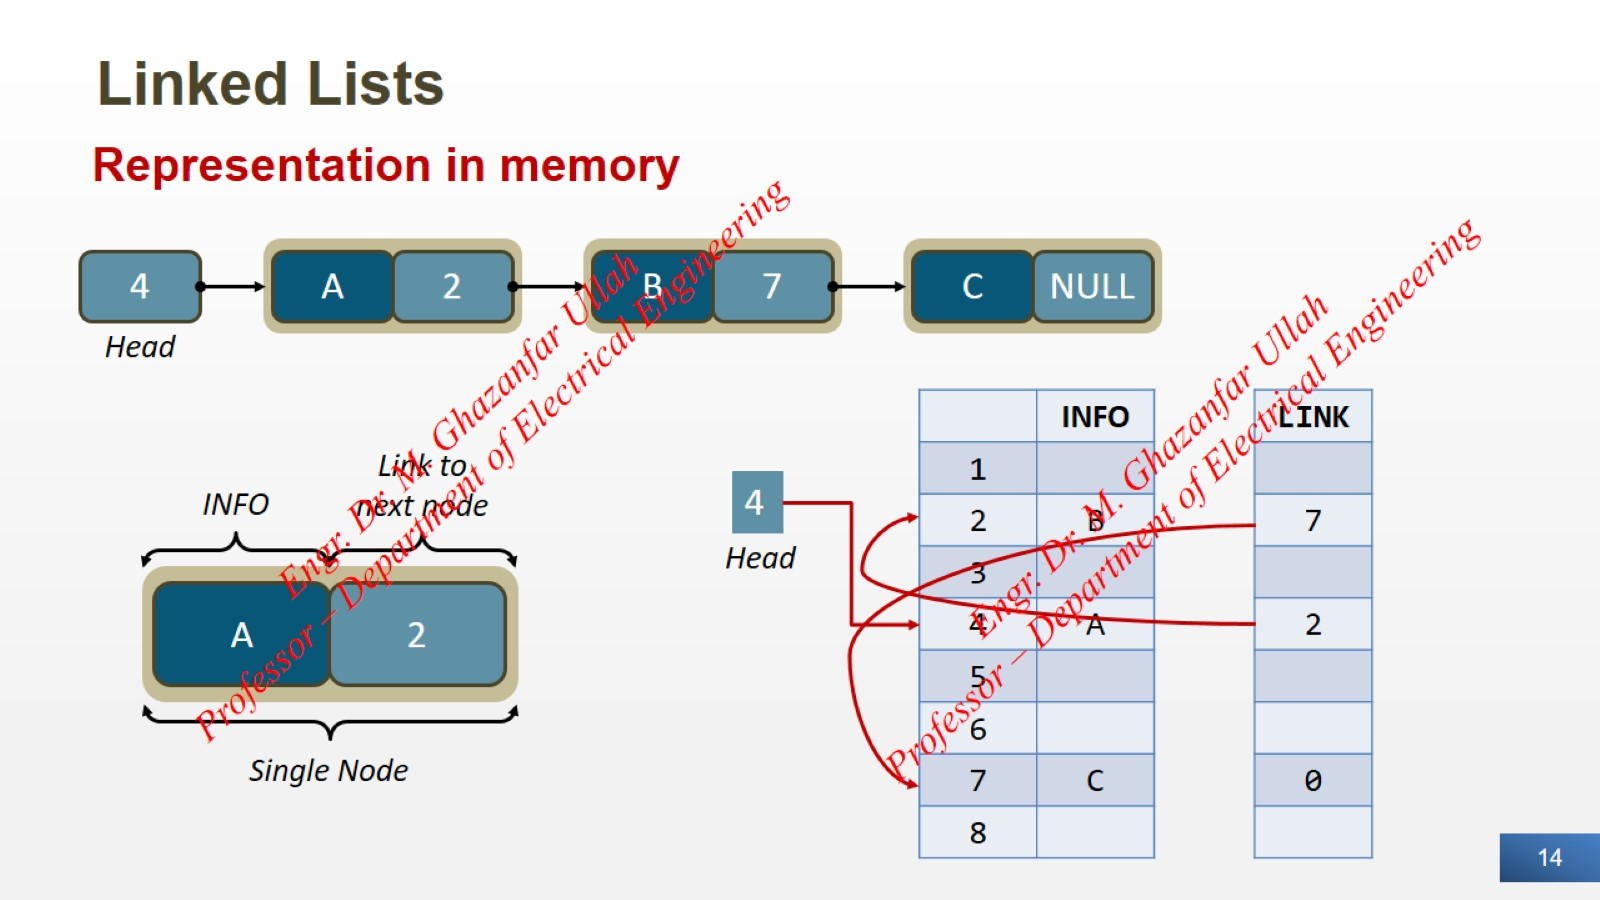 Linked Lists
Representation in memory
4
A
2
B
7
C
NULL
Head
INFO
Link to
next node
A
2
Single Node
4
Head
INFO
LINK
1
2
B
7
3
4
A
2
5
6
7
C
0
8
Engr. Dr. M. Ghazanfar Ullah
Professor – Department of Electrical Engineering
Engr. Dr. M. Ghazanfar Ullah
Professor – Department of Electrical Engineering
14